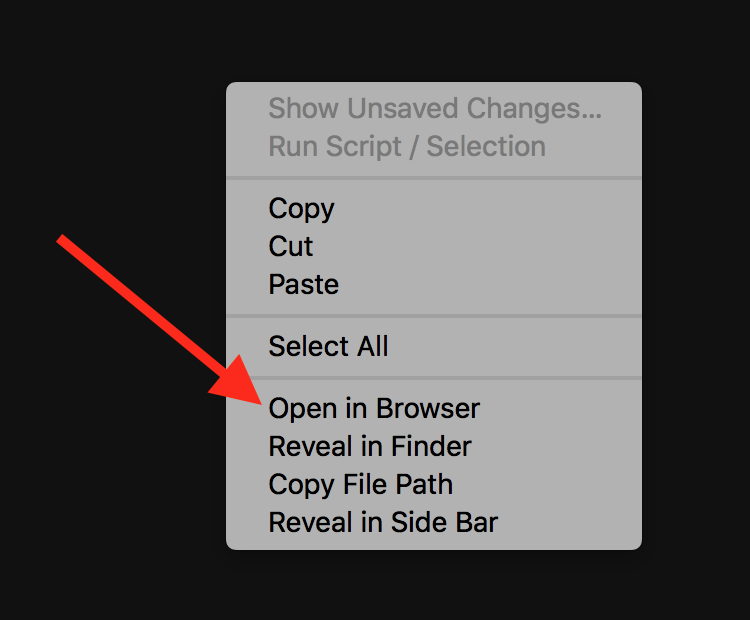 Show Unsaved Changes...
Run Script / Selection
Copy
Cut
Paste
Select All
Open in Browser
Reveal in Finder
Copy File Path
Reveal in Side Bar